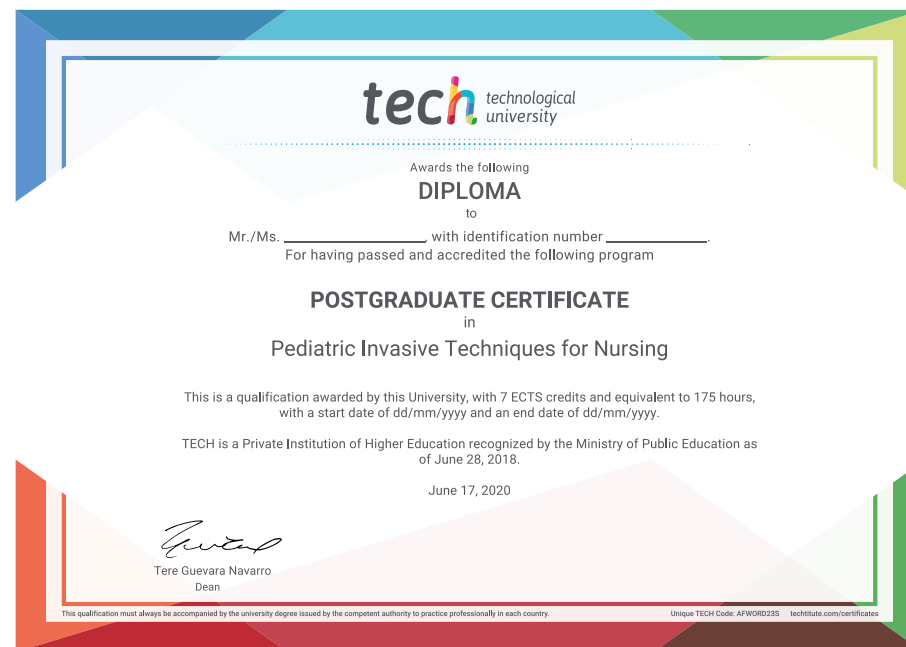 tech technological
university
Awards the following
DIPLOMA
to
Mr./Ms. ____________________, with identification number ______________.
For having passed and accredited the following program
POSTGRADUATE CERTIFICATE
in
Pediatric Invasive Techniques for Nursing
This is a qualification awarded by this University, with 7 ECTS credits and equivalent to 175 hours,
with a start date of dd/mm/yyyy and an end date of dd/mm/yyyy.
TECH is a Private Institution of Higher Education recognized by the Ministry of Public Education as
of June 28, 2018.
June 17, 2020
Tere Guevara Navarro
Dean
This qualification must always be accompanied by the university degree issued by the competent authority to practice professionally in each country.
Unique TECH Code: AFWORD23S techtitute.com/certificates